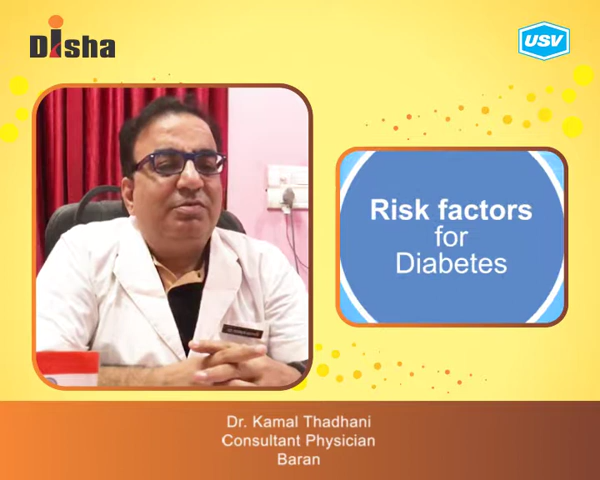 Disha
USV
Risk factors
for
Diabetes
Dr. Kamal Thadhani
Consultant Physician
Baran